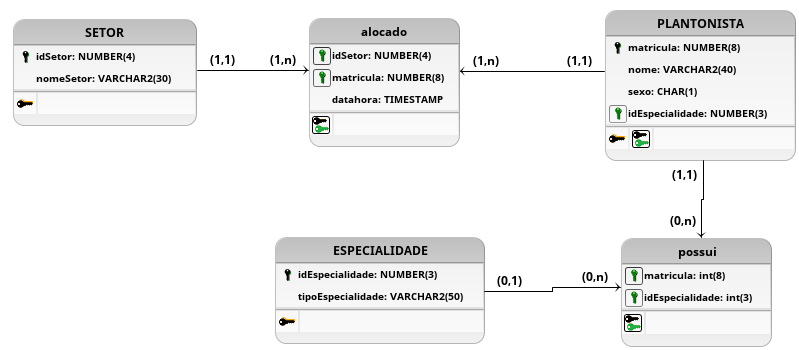 SETOR
idSetor: NUMBER(4)
nomeSetor: VARCHAR2(30)
(1,1)
(1,n)
alocado
idSetor: NUMBER(4)
matricula: NUMBER(8)
datahora: TIMESTAMP
(1,n)
(1,1)
PLANTONISTA
matricula: NUMBER(8)
nome: VARCHAR2(40)
sexo: CHAR(1)
idEspecialidade: NUMBER(3)
(1,1)
(0,n)
ESPECIALIDADE
idEspecialidade: NUMBER(3)
tipoEspecialidade: VARCHAR2(50)
(0,1)
(0,n)
possui
matricula: int(8)
idEspecialidade: int(3)